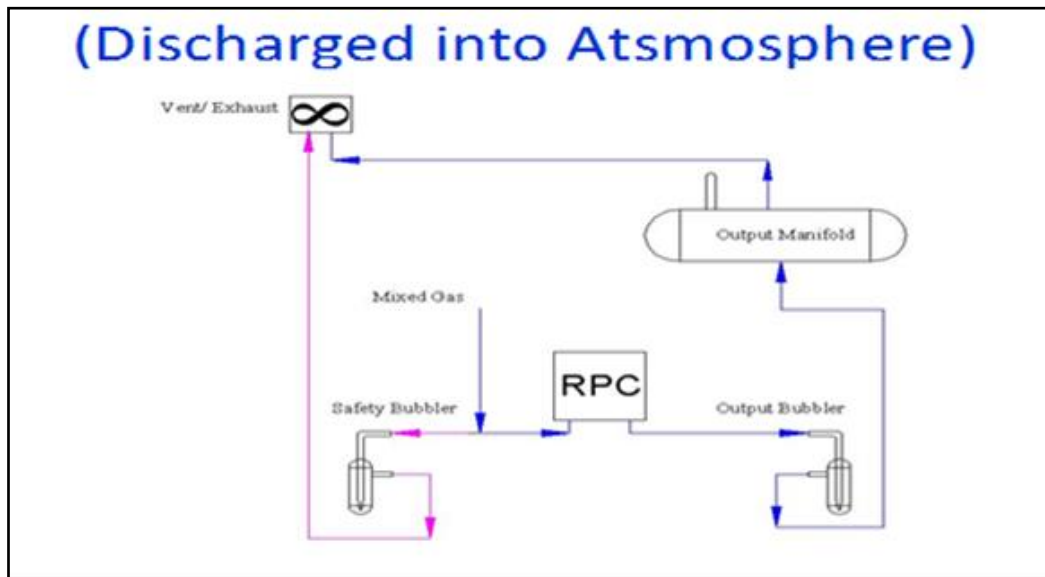 (Discharged into Atsmosphere)
Vent/ Exhaust
Output Manifold
Mixed Gas
RPC
Safety Bubbler
Output Bubbler